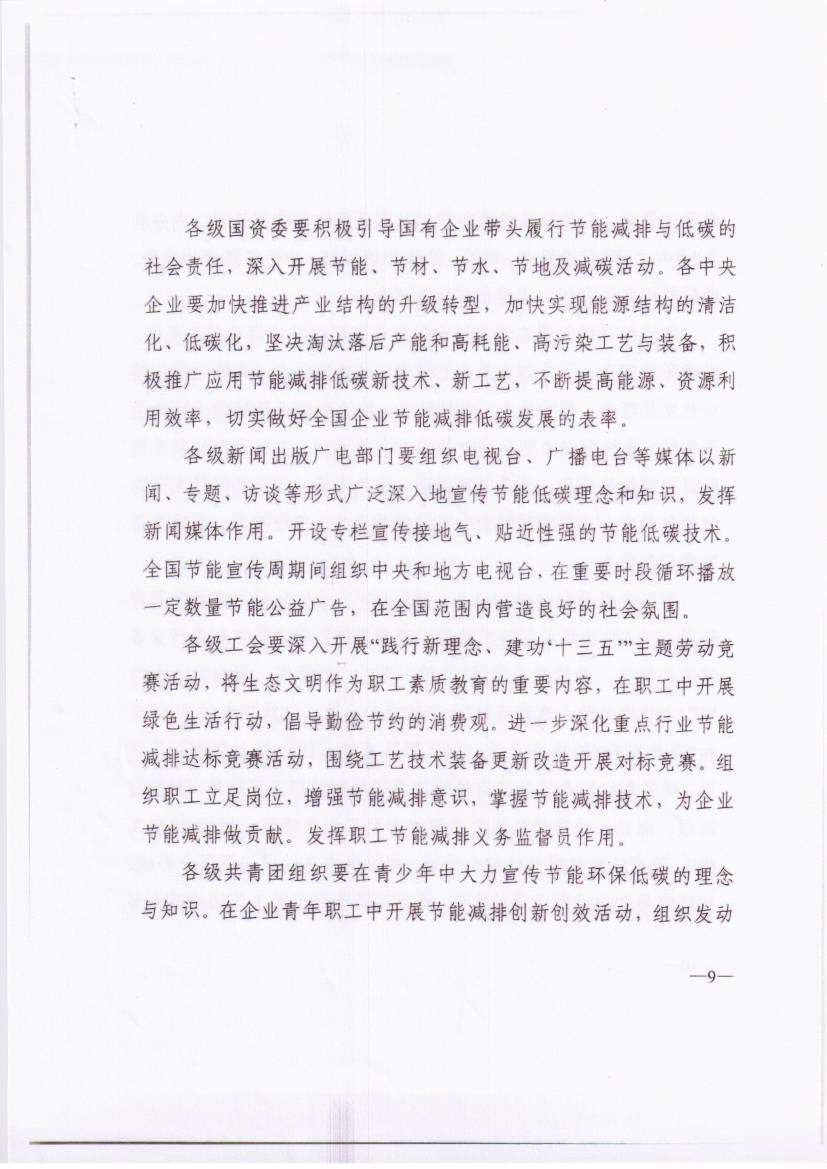 各级国资委要积极引导国有企业带头履行节能减排与低碳的
社会责任，深入开展节能、节材、节水、节地及减碳活动。各中央
企业要加快推进产业结构的升级转型，加快实现能源结构的清洁
化、低碳化，坚决淘汰落后产能和高耗能、高污染工艺与装备，积
极推广应用节能减排低碳新技术、新工艺，不断提高能源、资源利
用效率，切实做好全国企业节能减排低碳发展的表率。
各级新闻出版广电部门要组织电视台、广播电台等媒体以新
闻、专题、访谈等形式广泛深入地宣传节能低碳理念和知识，发挥
新闻媒体作用。开设专栏宣传接地气、贴近性强的节能低碳技术。
全国节能宣传周期间组织中央和地方电视台，在重要时段循环播放
一定数量节能公益广告，在全国范围内营造良好的社会氛围。
各级工会要深入开展“践行新理念、建功‘十三五’”主题劳动竞
赛活动，将生态文明作为职工素质教育的重要内容，在职工中开展
绿色生活行动，倡导勤俭节约的消费观。进一步深化重点行业节能
减排达标竞赛活动，围绕工艺技术装备更新改造开展对标竞赛。组
织职工立足岗位，增强节能减排意识，掌握节能减排技术，为企业
节能减排做贡献。发挥职工节能减排义务监督员作用。
各级共青团组织要在青少年中大力宣传节能环保低碳的理念
与知识。在企业青年职工中开展节能减排创新创效活动，组织发动
—9—